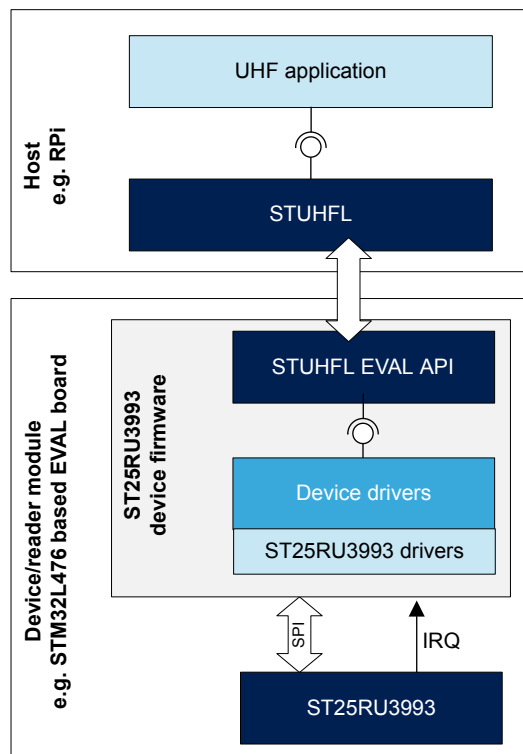 Host
e.g. RPi
UHF application
STUHFL
Device/reader module
e.g. STM32L476 based EVAL board
ST25RU3993
device firmware
STUHFL EVAL API
Device drivers
ST25RU3993 drivers
SPI
IRQ
ST25RU3993